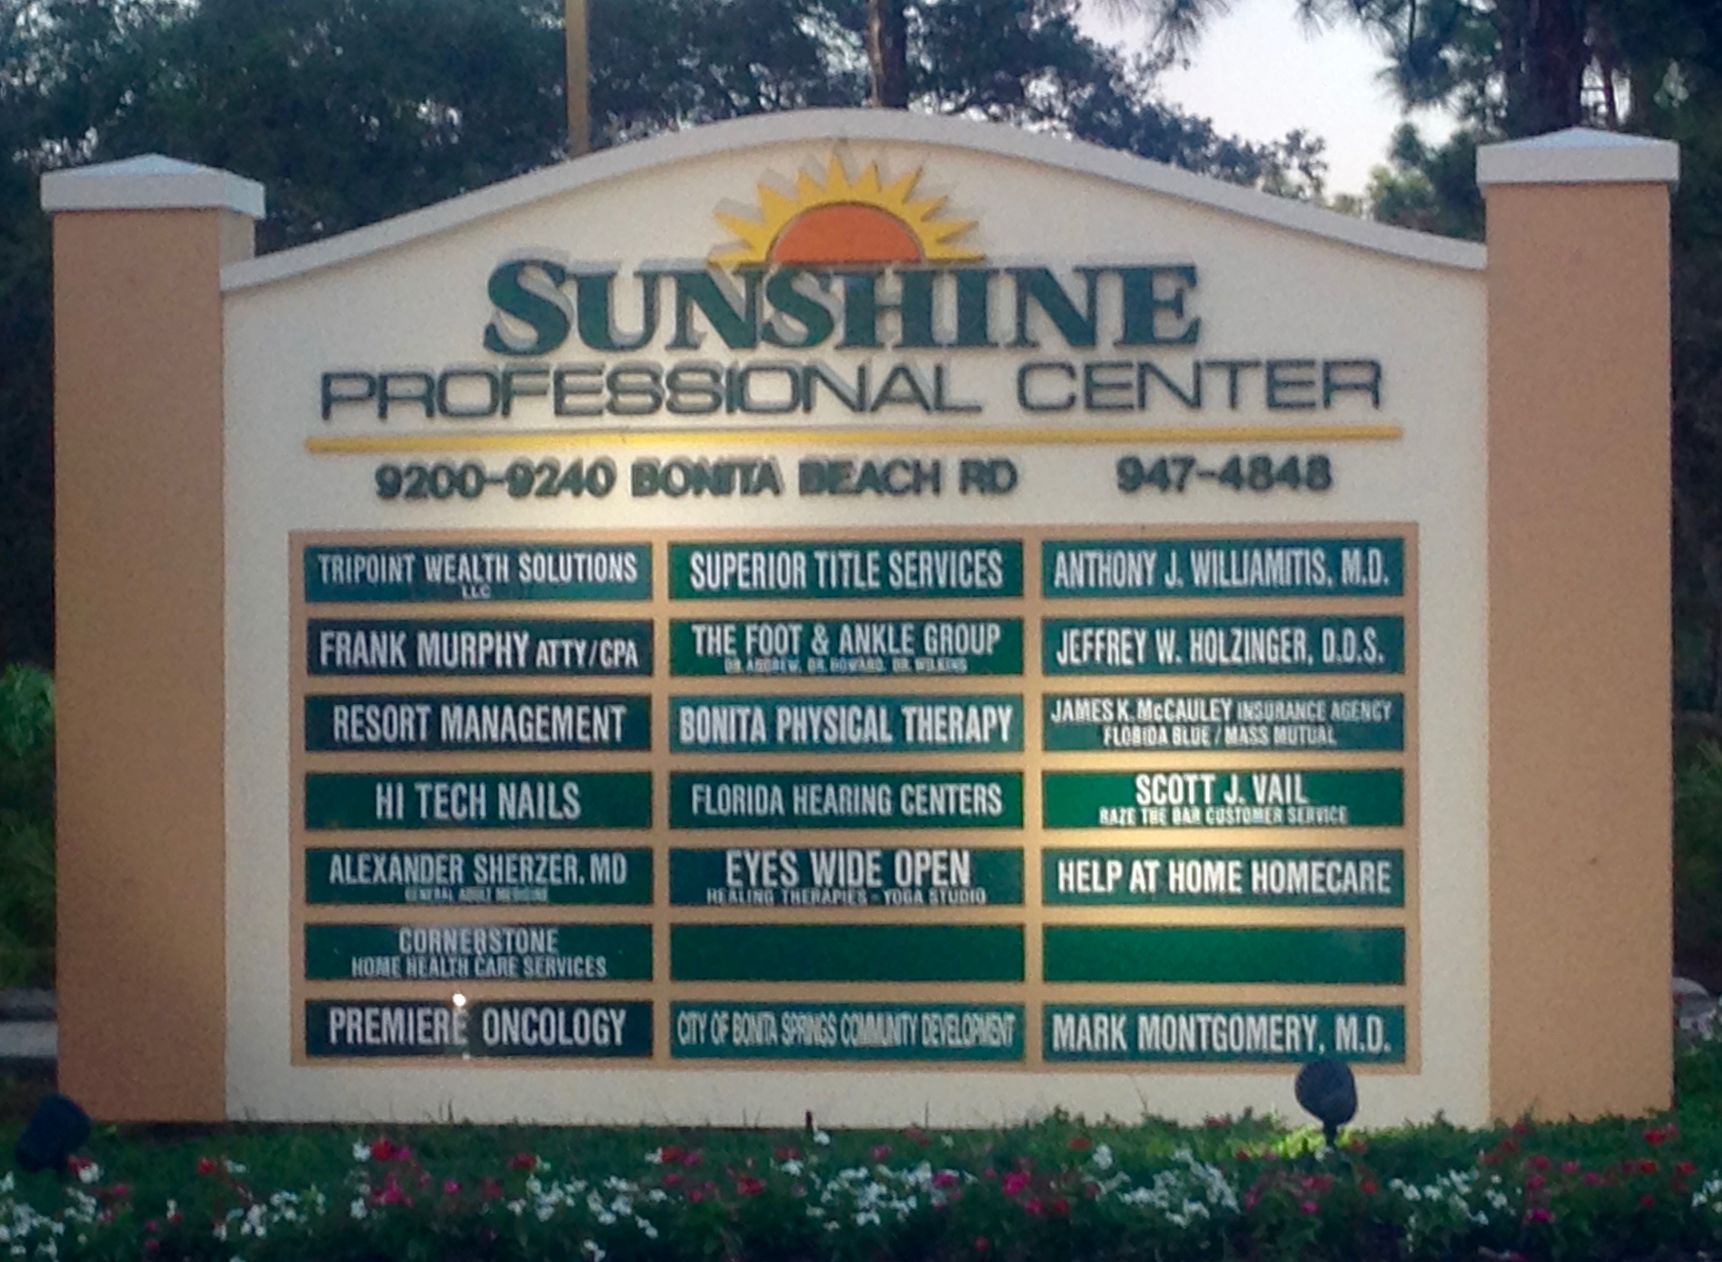 SUNSHINE
PROFESSIONAL CENTER
9200-9240 BONITA BEACH RD 947-4848
TRIPOINT WEALTH SOLUTIONS
LLC
FRANK MURPHY ATTY/CPA
RESORT MANAGEMENT
HI TECH NAILS
ALEXANDER SHERZER, MD
GENERAL ADULT MEDICINE
CORNERSTONE
HOME HEALTH CARE SERVICES
PREMIERE ONCOLOGY
SUPERIOR TITLE SERVICES
THE FOOT & ANKLE GROUP
DR. ANDREW, DR. HOWARD, DR. WILKINS
BONITA PHYSICAL THERAPY
FLORIDA HEARING CENTERS
EYES WIDE OPEN
HEALING THERAPIES - YOGA STUDIO
CITY OF BONITA SPRINGS COMMUNITY DEVELOPMENT
ANTHONY J. WILLIAMITIS, M.D.
JEFFREY W. HOLZINGER, D.D.S.
JAMES K. McCAULEY INSURANCE AGENCY
FLORIDA BLUE / MASS MUTUAL
SCOTT J. VAIL
RAZE THE BAR CUSTOMER SERVICE
HELP AT HOME HOMECARE
MARK MONTGOMERY, M.D.